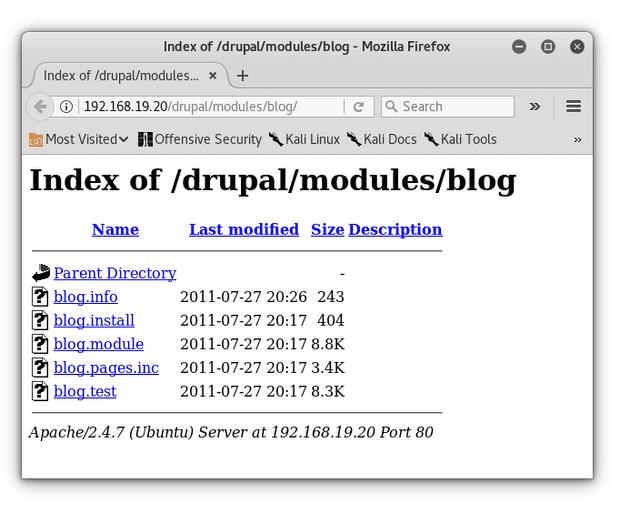 Index of /drupal/modules/blog - Mozilla Firefox
Index of /drupal/modules...
192.168.19.20/drupal/modules/blog/ Search
Most Visited Offensive Security Kali Linux Kali Docs Kali Tools
Index of /drupal/modules/blog
Name Last modified Size Description
Parent Directory -
blog.info 2011-07-27 20:26 243
blog.install 2011-07-27 20:17 404
blog.module 2011-07-27 20:17 8.8K
blog.pages.inc 2011-07-27 20:17 3.4K
blog.test 2011-07-27 20:17 8.3K
Apache/2.4.7 (Ubuntu) Server at 192.168.19.20 Port 80